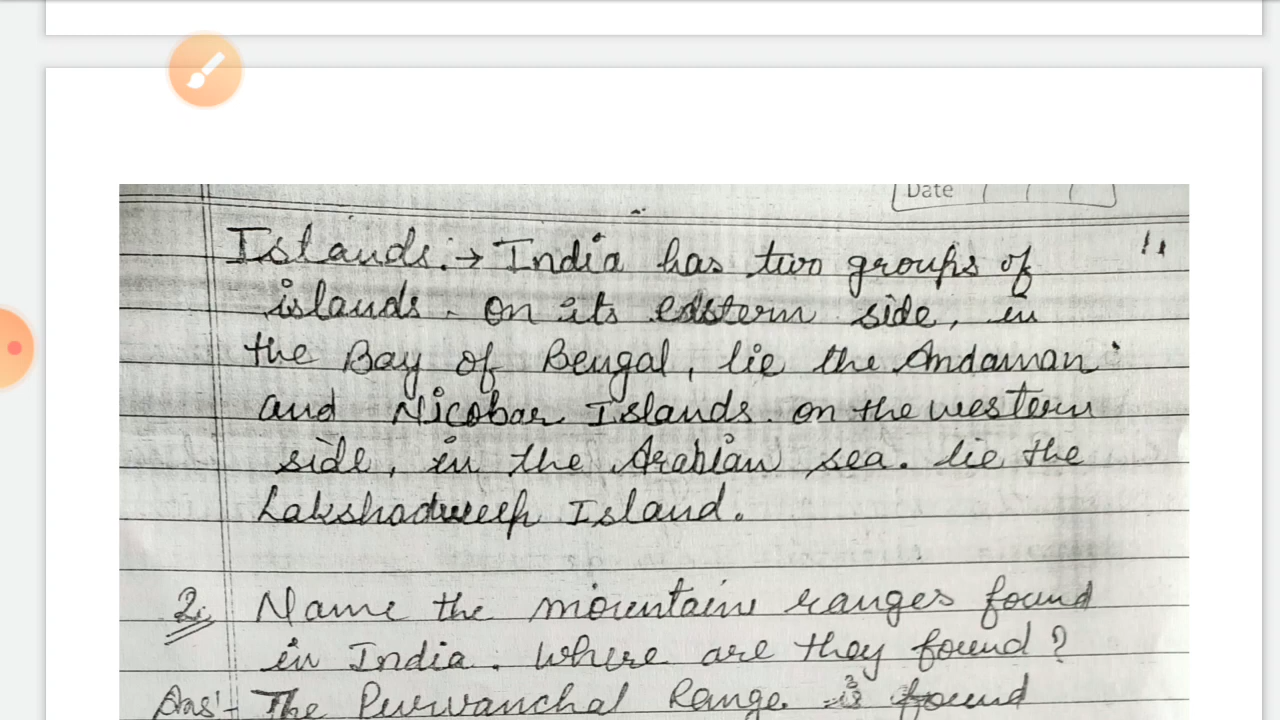 Date
Islands:→ India has two groups of
islands. on its eastern side, in
the Bay of Bengal, lie the Andaman
and Nicobar Islands. on the western
side, in the Arabian sea. lie the
Lakshadweep Island.
2. Name the mountains ranges found
in India. Where are they found?
Ans:- The Purvanchal Range. is found